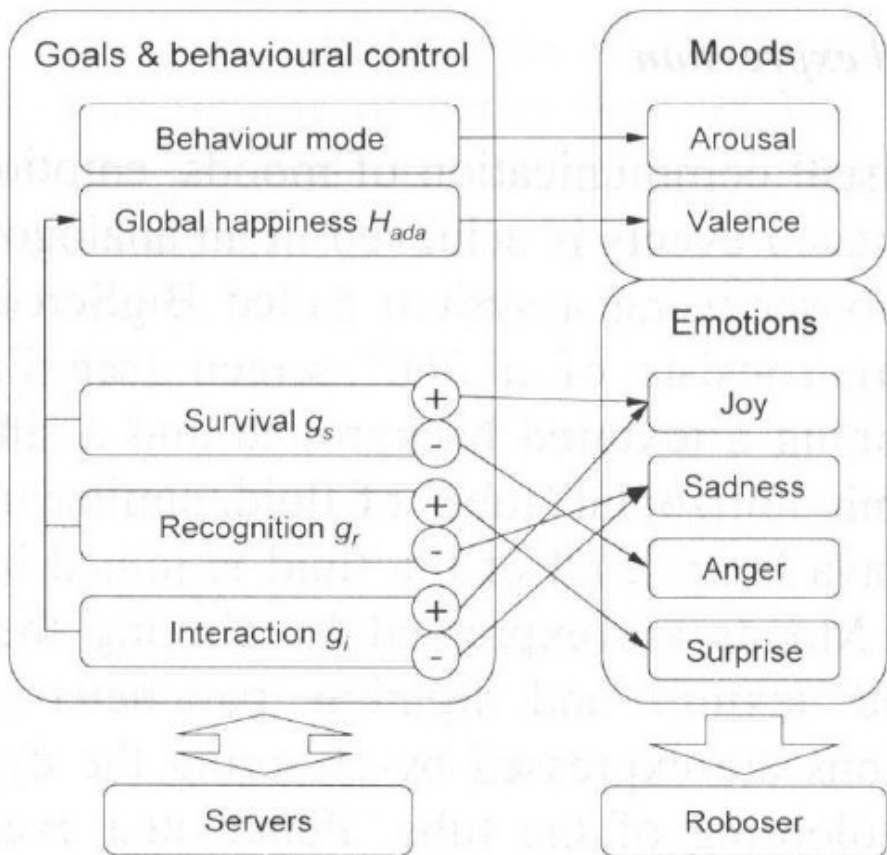 Goals & behavioural control
Moods
Behaviour mode
Arousal
Global happiness H_ada
Valence
Emotions
Survival g_s
+
-
Joy
Recognition g_r
+
-
Sadness
Anger
Interaction g_i
+
-
Surprise
Servers
Roboser